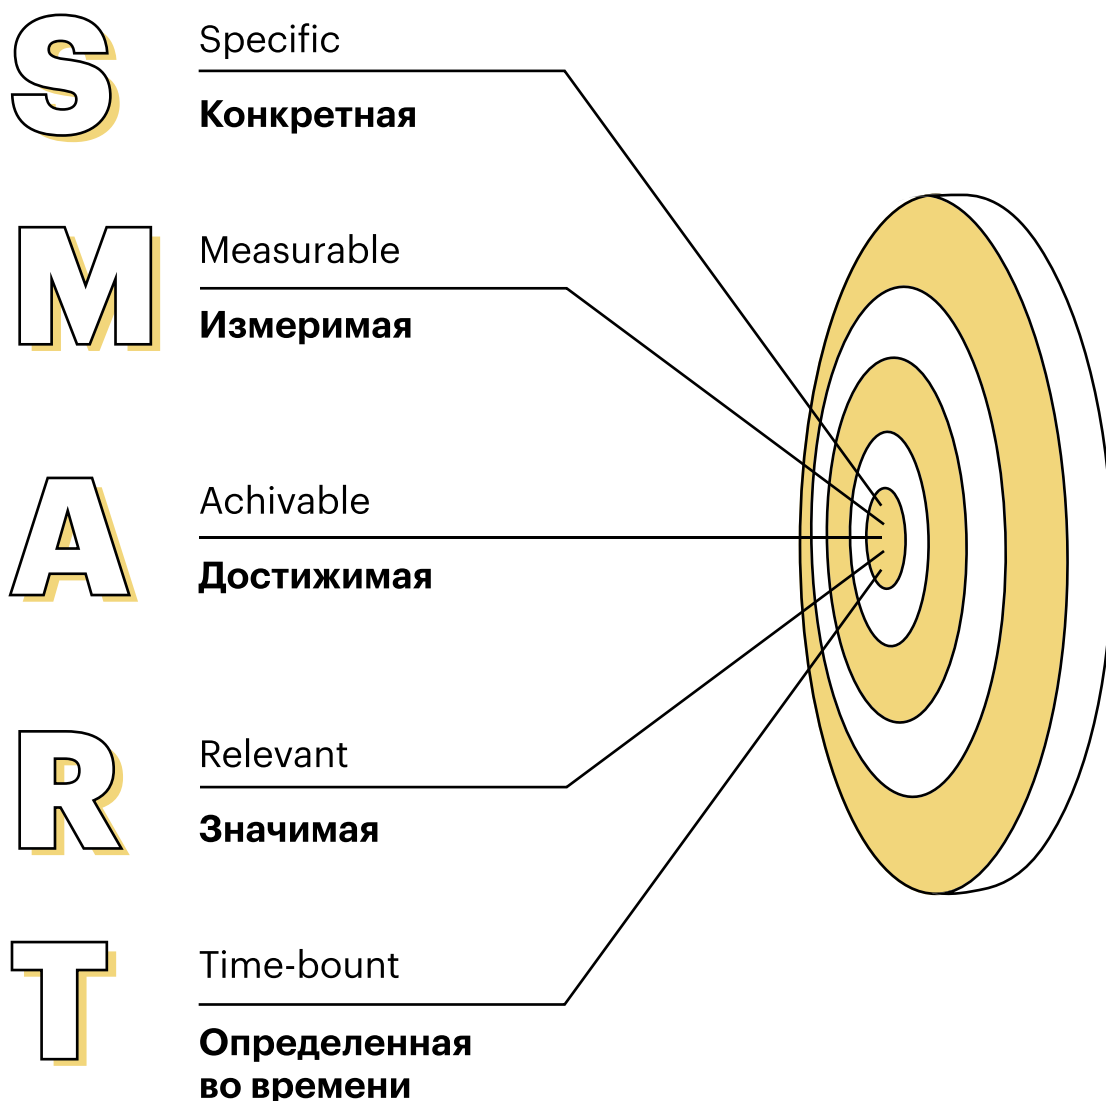 S
Specific
Конкретная
M
Measurable
Измеримая
A
Achivable
Достижимая
R
Relevant
Значимая
T
Time-bount
Определенная
во времени